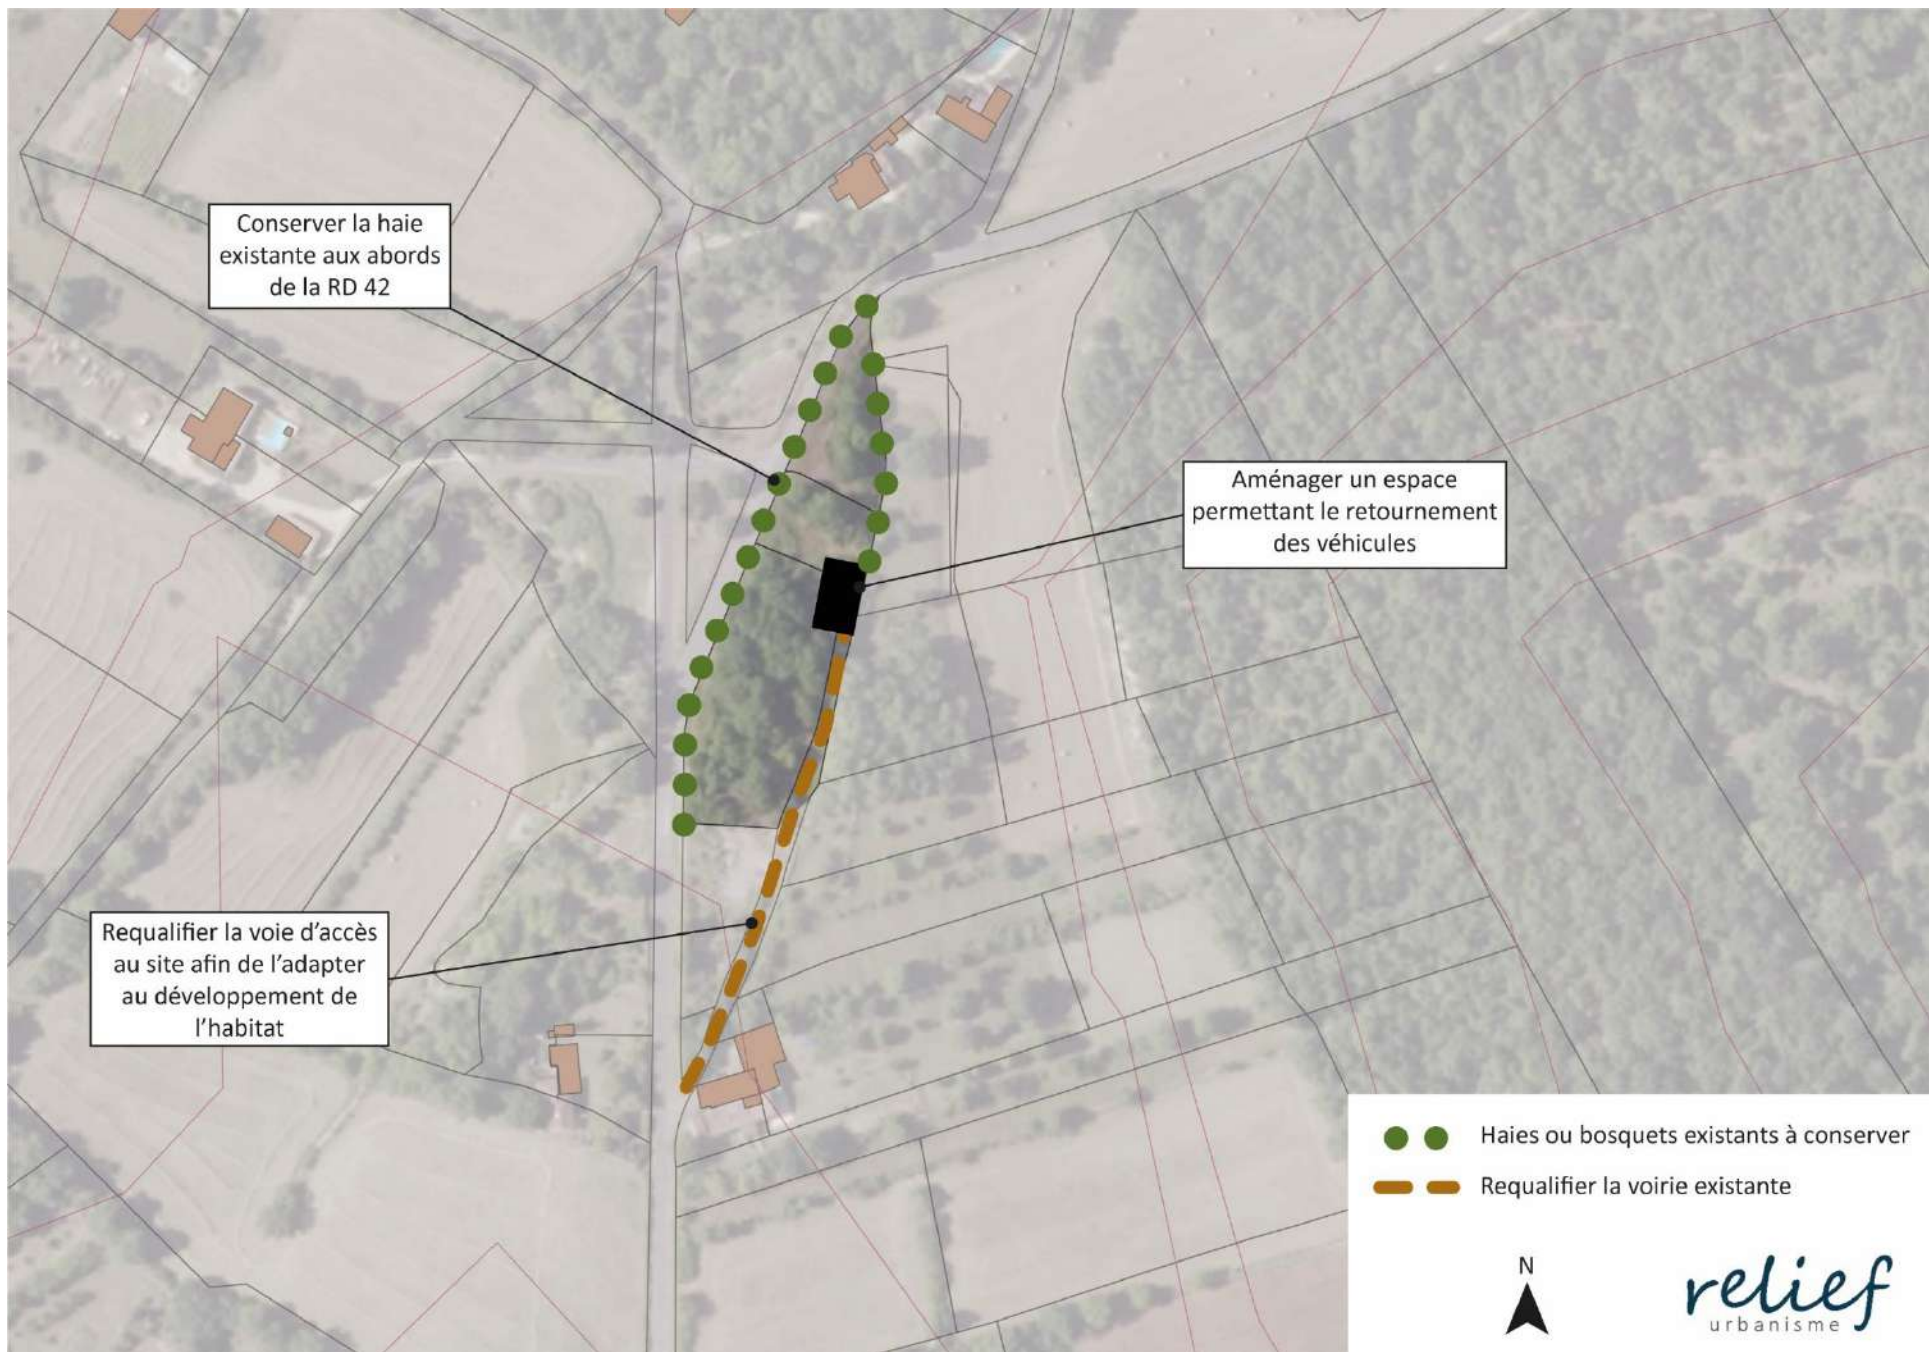 Conserver la haie
existante aux abords
de la RD 42
Aménager un espace
permettant le retournement
des véhicules
Requalifier la voie d'accès
au site afin de l'adapter
au développement de
l'habitat
Haies ou bosquets existants à conserver
Requalifier la voirie existante
N
relief
urbanisme